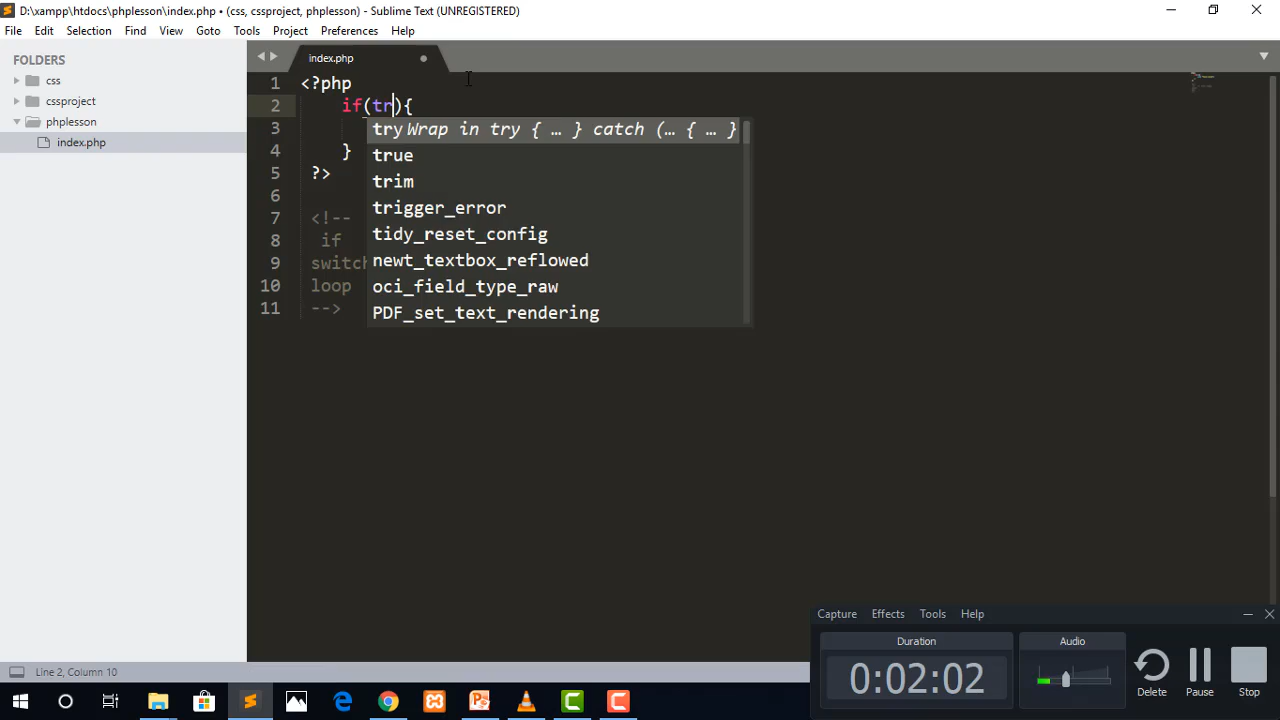 D:\xampp\htdocs\phplesson\index.php • (css, cssproject, phplesson) - Sublime Text (UNREGISTERED)
File Edit Selection Find View Goto Tools Project Preferences Help
FOLDERS
css
cssproject
phplesson
index.php
index.php
1 <?php
2 if(tr){
3
4 }
5 ?>
6
7 <!--
8 if
9 switch
10 loop
11 -->
try Wrap in try { … } catch (… { … }
true
trim
trigger_error
tidy_reset_config
newt_textbox_reflowed
oci_field_type_raw
PDF_set_text_rendering
Capture Effects Tools Help
Duration
0:02:02
Audio
Delete Pause Stop
Line 2, Column 10